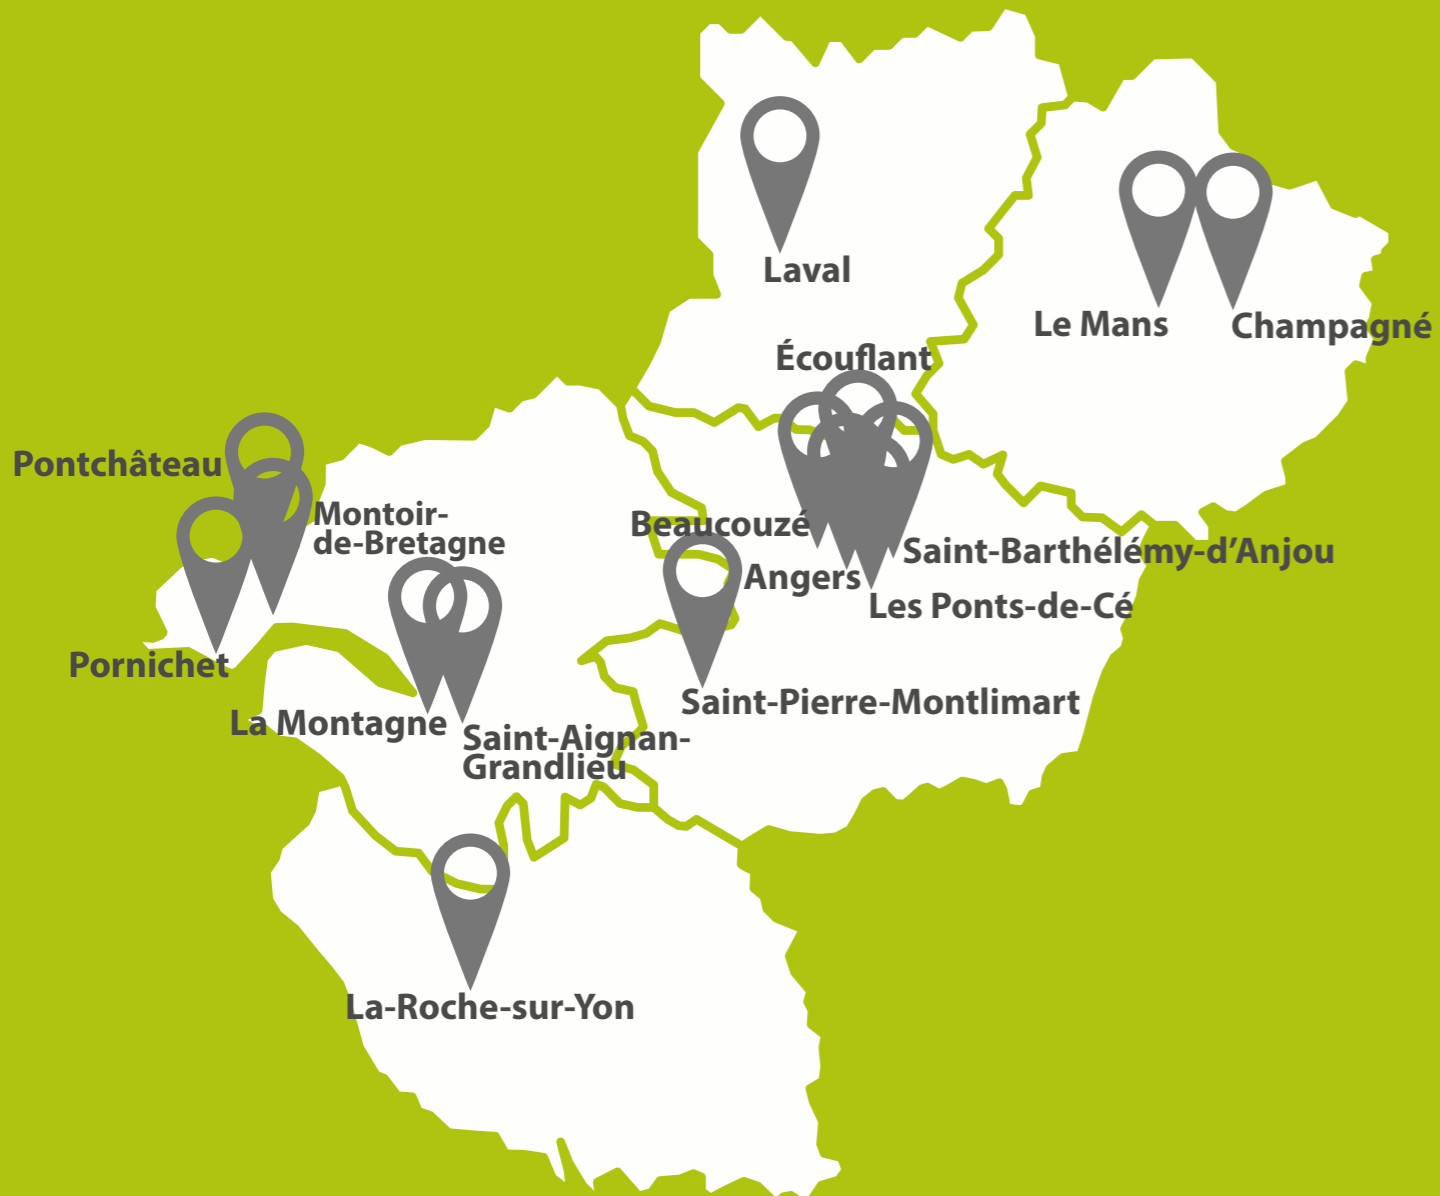 Laval
Le Mans
Champagné
Écouflant
Pontchâteau
Montoir-
de-Bretagne
Beaucouzé
Saint-Barthélémy-d’Anjou
Angers
Les Ponts-de-Cé
Pornichet
Saint-Pierre-Montlimart
La Montagne
Saint-Aignan-
Grandlieu
La-Roche-sur-Yon